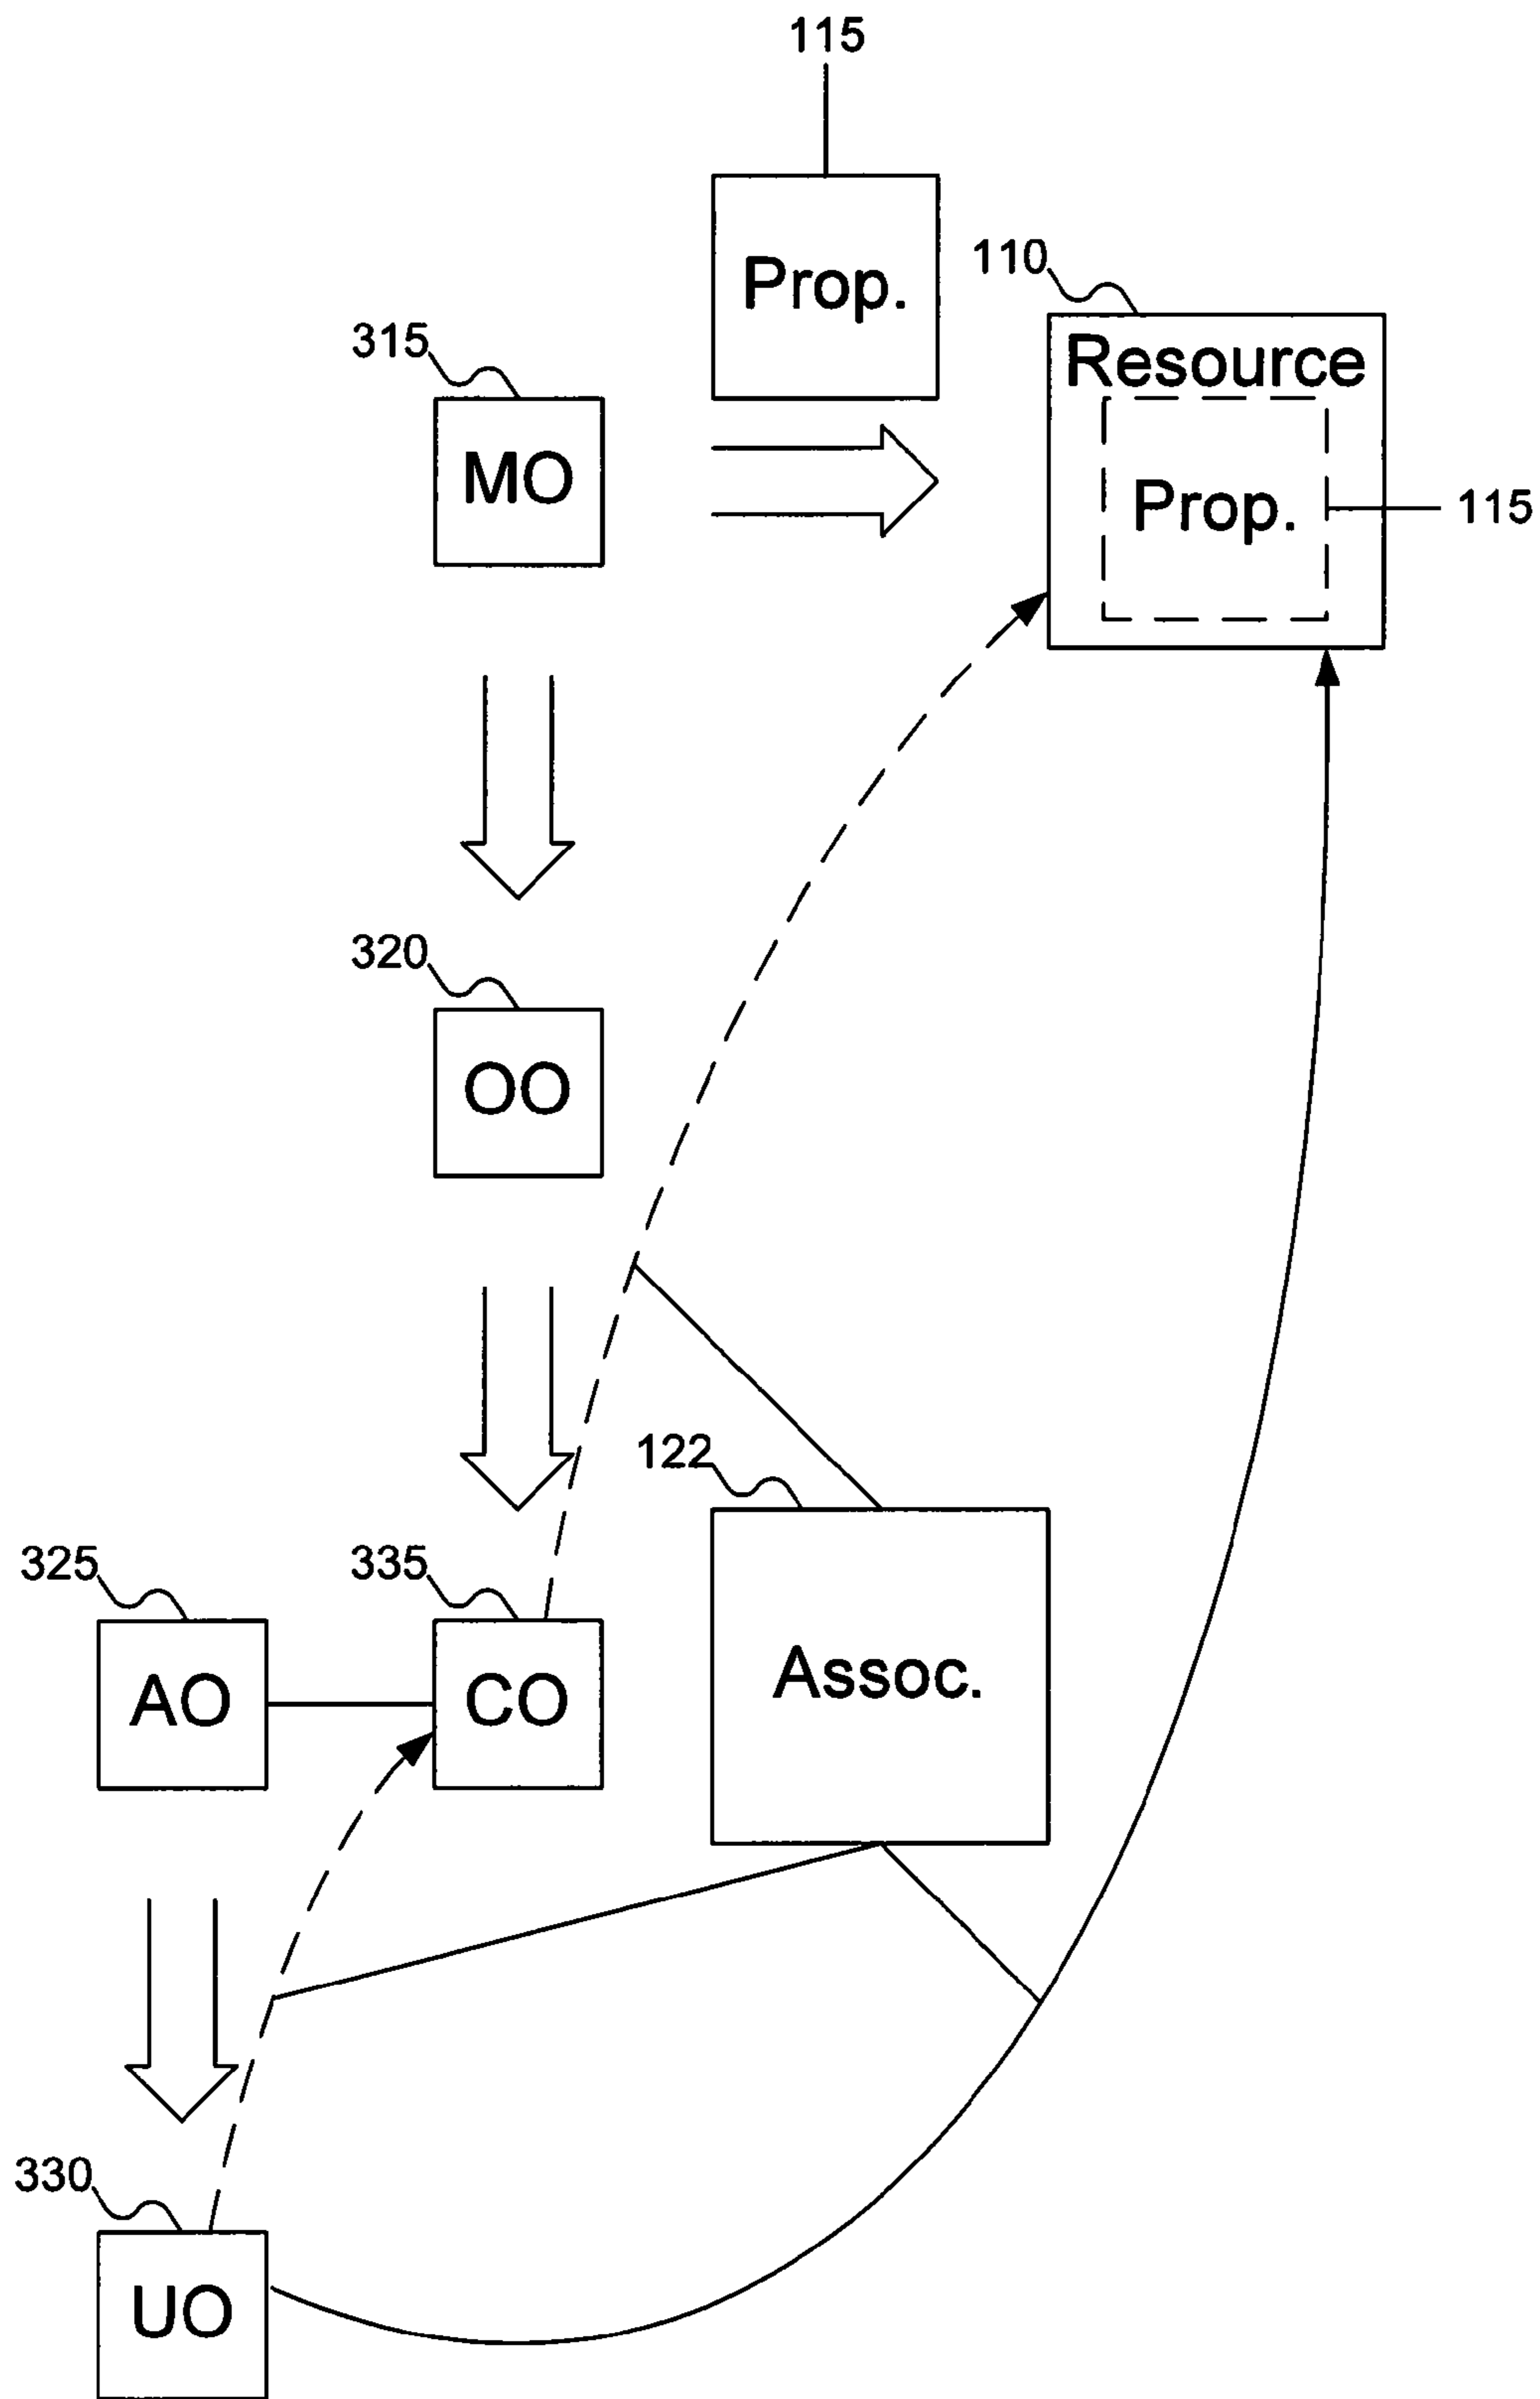 115
Prop.
110
Resource
315
MO
Prop.
115
320
OO
122
325
335
AO
CO
Assoc.
330
UO